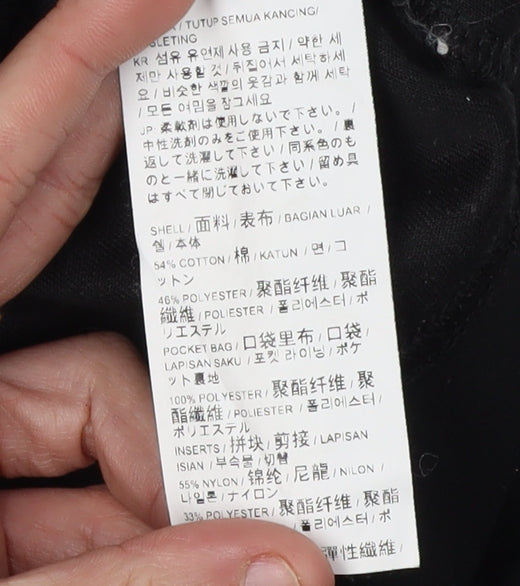 / TUTUP SEMUA KANCING/
SLETING
KR 섬유 유연제 사용 금지 / 약한 세
제만 사용할 것 / 뒤집어서 세탁하세
요 / 비슷한 색깔의 옷감과 함께 세탁
/ 모든 여밈을 잠그세요
JP 柔軟剤は使用しないで下さい。 /
中性洗剤のみをご使用下さい。 / 裏
返して洗濯して下さい / 同系色のも
のと一緒に洗濯して下さい / 留め具
はすべて閉じておいて下さい。
SHELL / 面料 / 表布 / BAGIAN LUAR /
쉘 / 本体
54% COTTON / 棉 / KATUN / 면 / コ
ットン
46% POLYESTER / 聚酯纤维 / 聚酯
纖維 / POLIESTER / 폴리에스터 / ポ
リエステル
POCKET BAG / 口袋里布 / 口袋 /
LAPISAN SAKU / 포켓 라이닝 / ポケ
ット裏地
100% POLYESTER / 聚酯纤维 / 聚
酯纖維 / POLIESTER / 폴리에스터 /
ポリエステル
INSERTS / 拼块 / 剪接 / LAPISAN
ISIAN / 부속물 / 切替
55% NYLON / 锦纶 / 尼龍 / NILON /
나일론 / ナイロン
33% POLYESTER / 聚酯纤维 / 聚酯
/ 폴리에스터 / ポ
彈性纖維 /